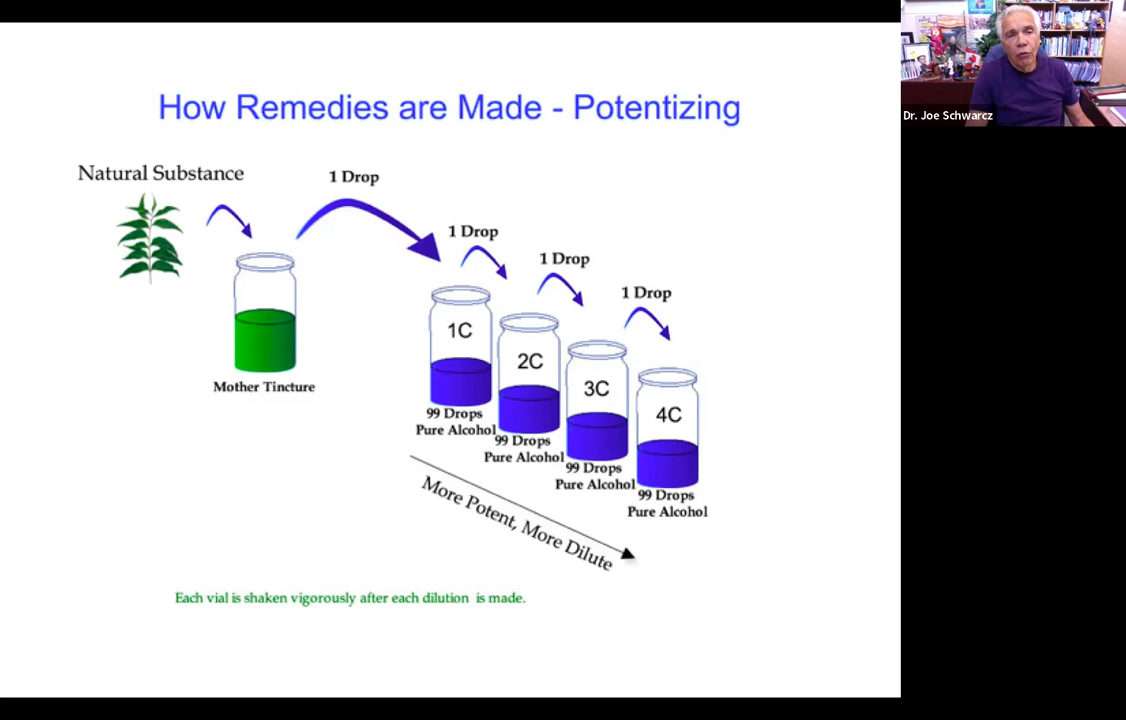 How Remedies are Made - Potentizing
Dr. Joe Schwarcz
Natural Substance
1 Drop
1 Drop
1 Drop
1 Drop
1C
2C
3C
4C
Mother Tincture
99 Drops
Pure Alcohol
99 Drops
Pure Alcohol
99 Drops
Pure Alcohol
99 Drops
Pure Alcohol
More Potent, More Dilute
Each vial is shaken vigorously after each dilution is made.